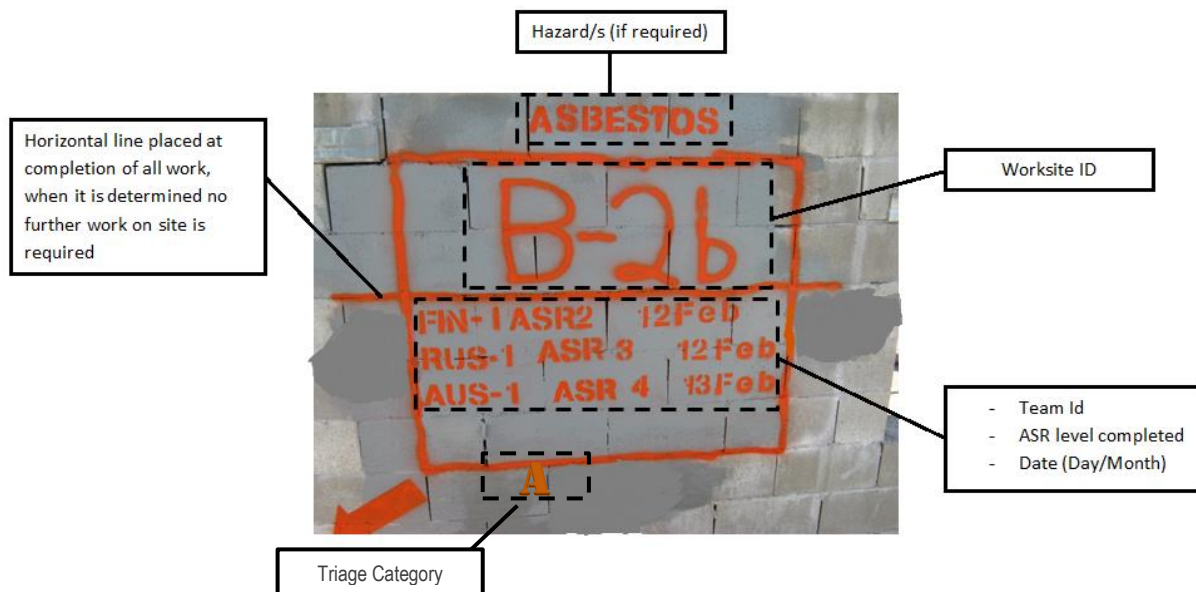 Hazard/s (if required)
ASBESTOS
Horizontal line placed at
completion of all work,
when it is determined no
further work on site is
required
Worksite ID
B-2b
FIN-1 ASR2 12Feb
RUS-1 ASR 3 12Feb
AUS-1 ASR 4 13Feb
- Team Id
- ASR level completed
- Date (Day/Month)
A
Triage Category